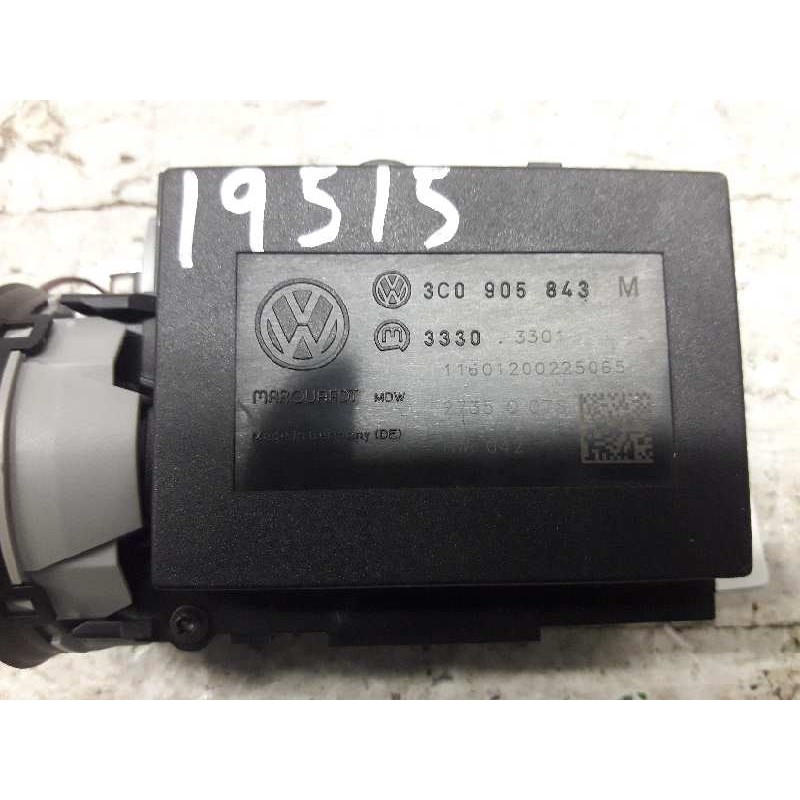 19515
3C0 905 843 M
3330 . 3301
11601200225065
MARQUARDT MDW
Made in Germany (DE)